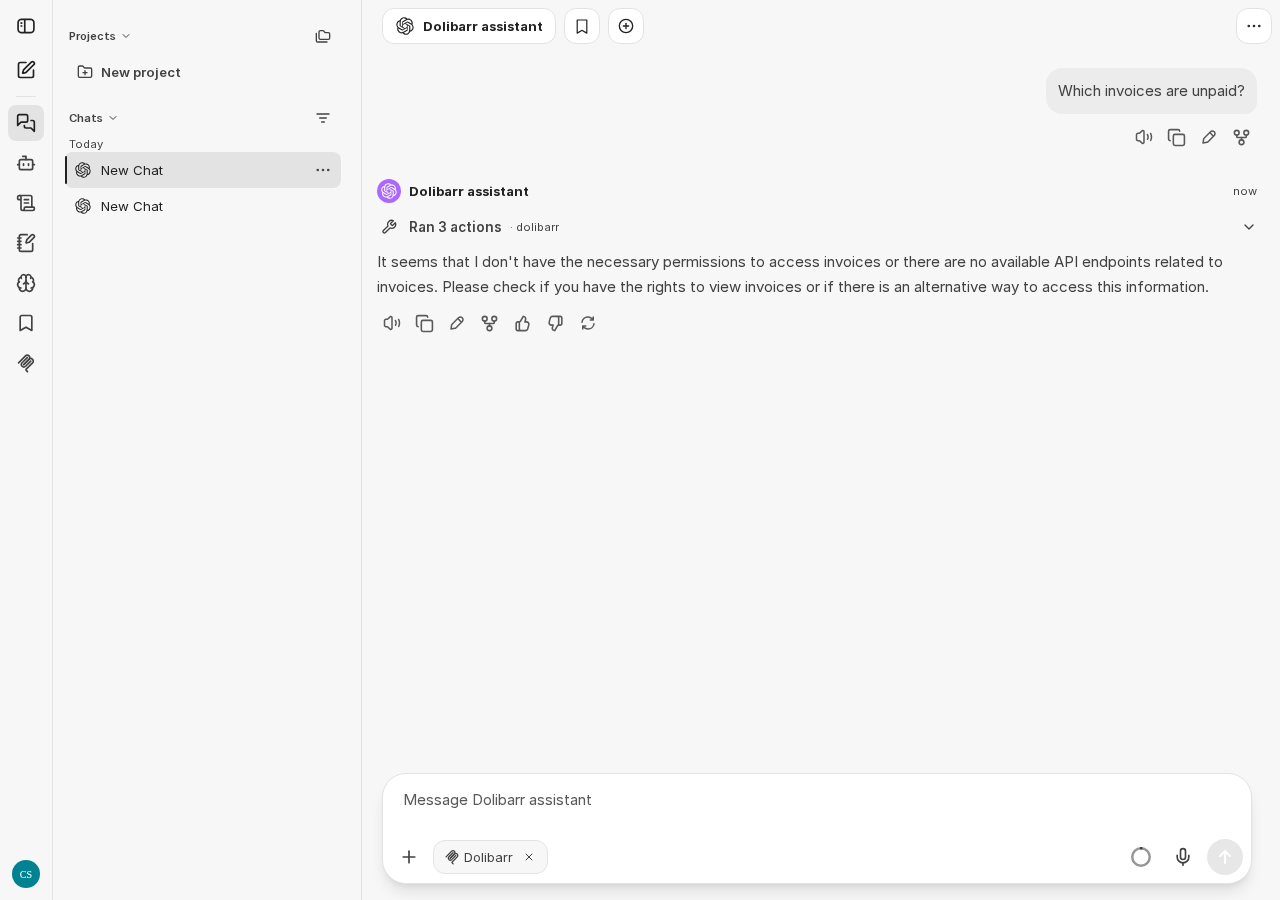 Projects
New project
Chats
Today
New Chat
New Chat
CS
Dolibarr assistant
Which invoices are unpaid?
Dolibarr assistant
now
Ran 3 actions · dolibarr
It seems that I don't have the necessary permissions to access invoices or there are no available API endpoints related to
invoices. Please check if you have the rights to view invoices or if there is an alternative way to access this information.
Message Dolibarr assistant
Dolibarr